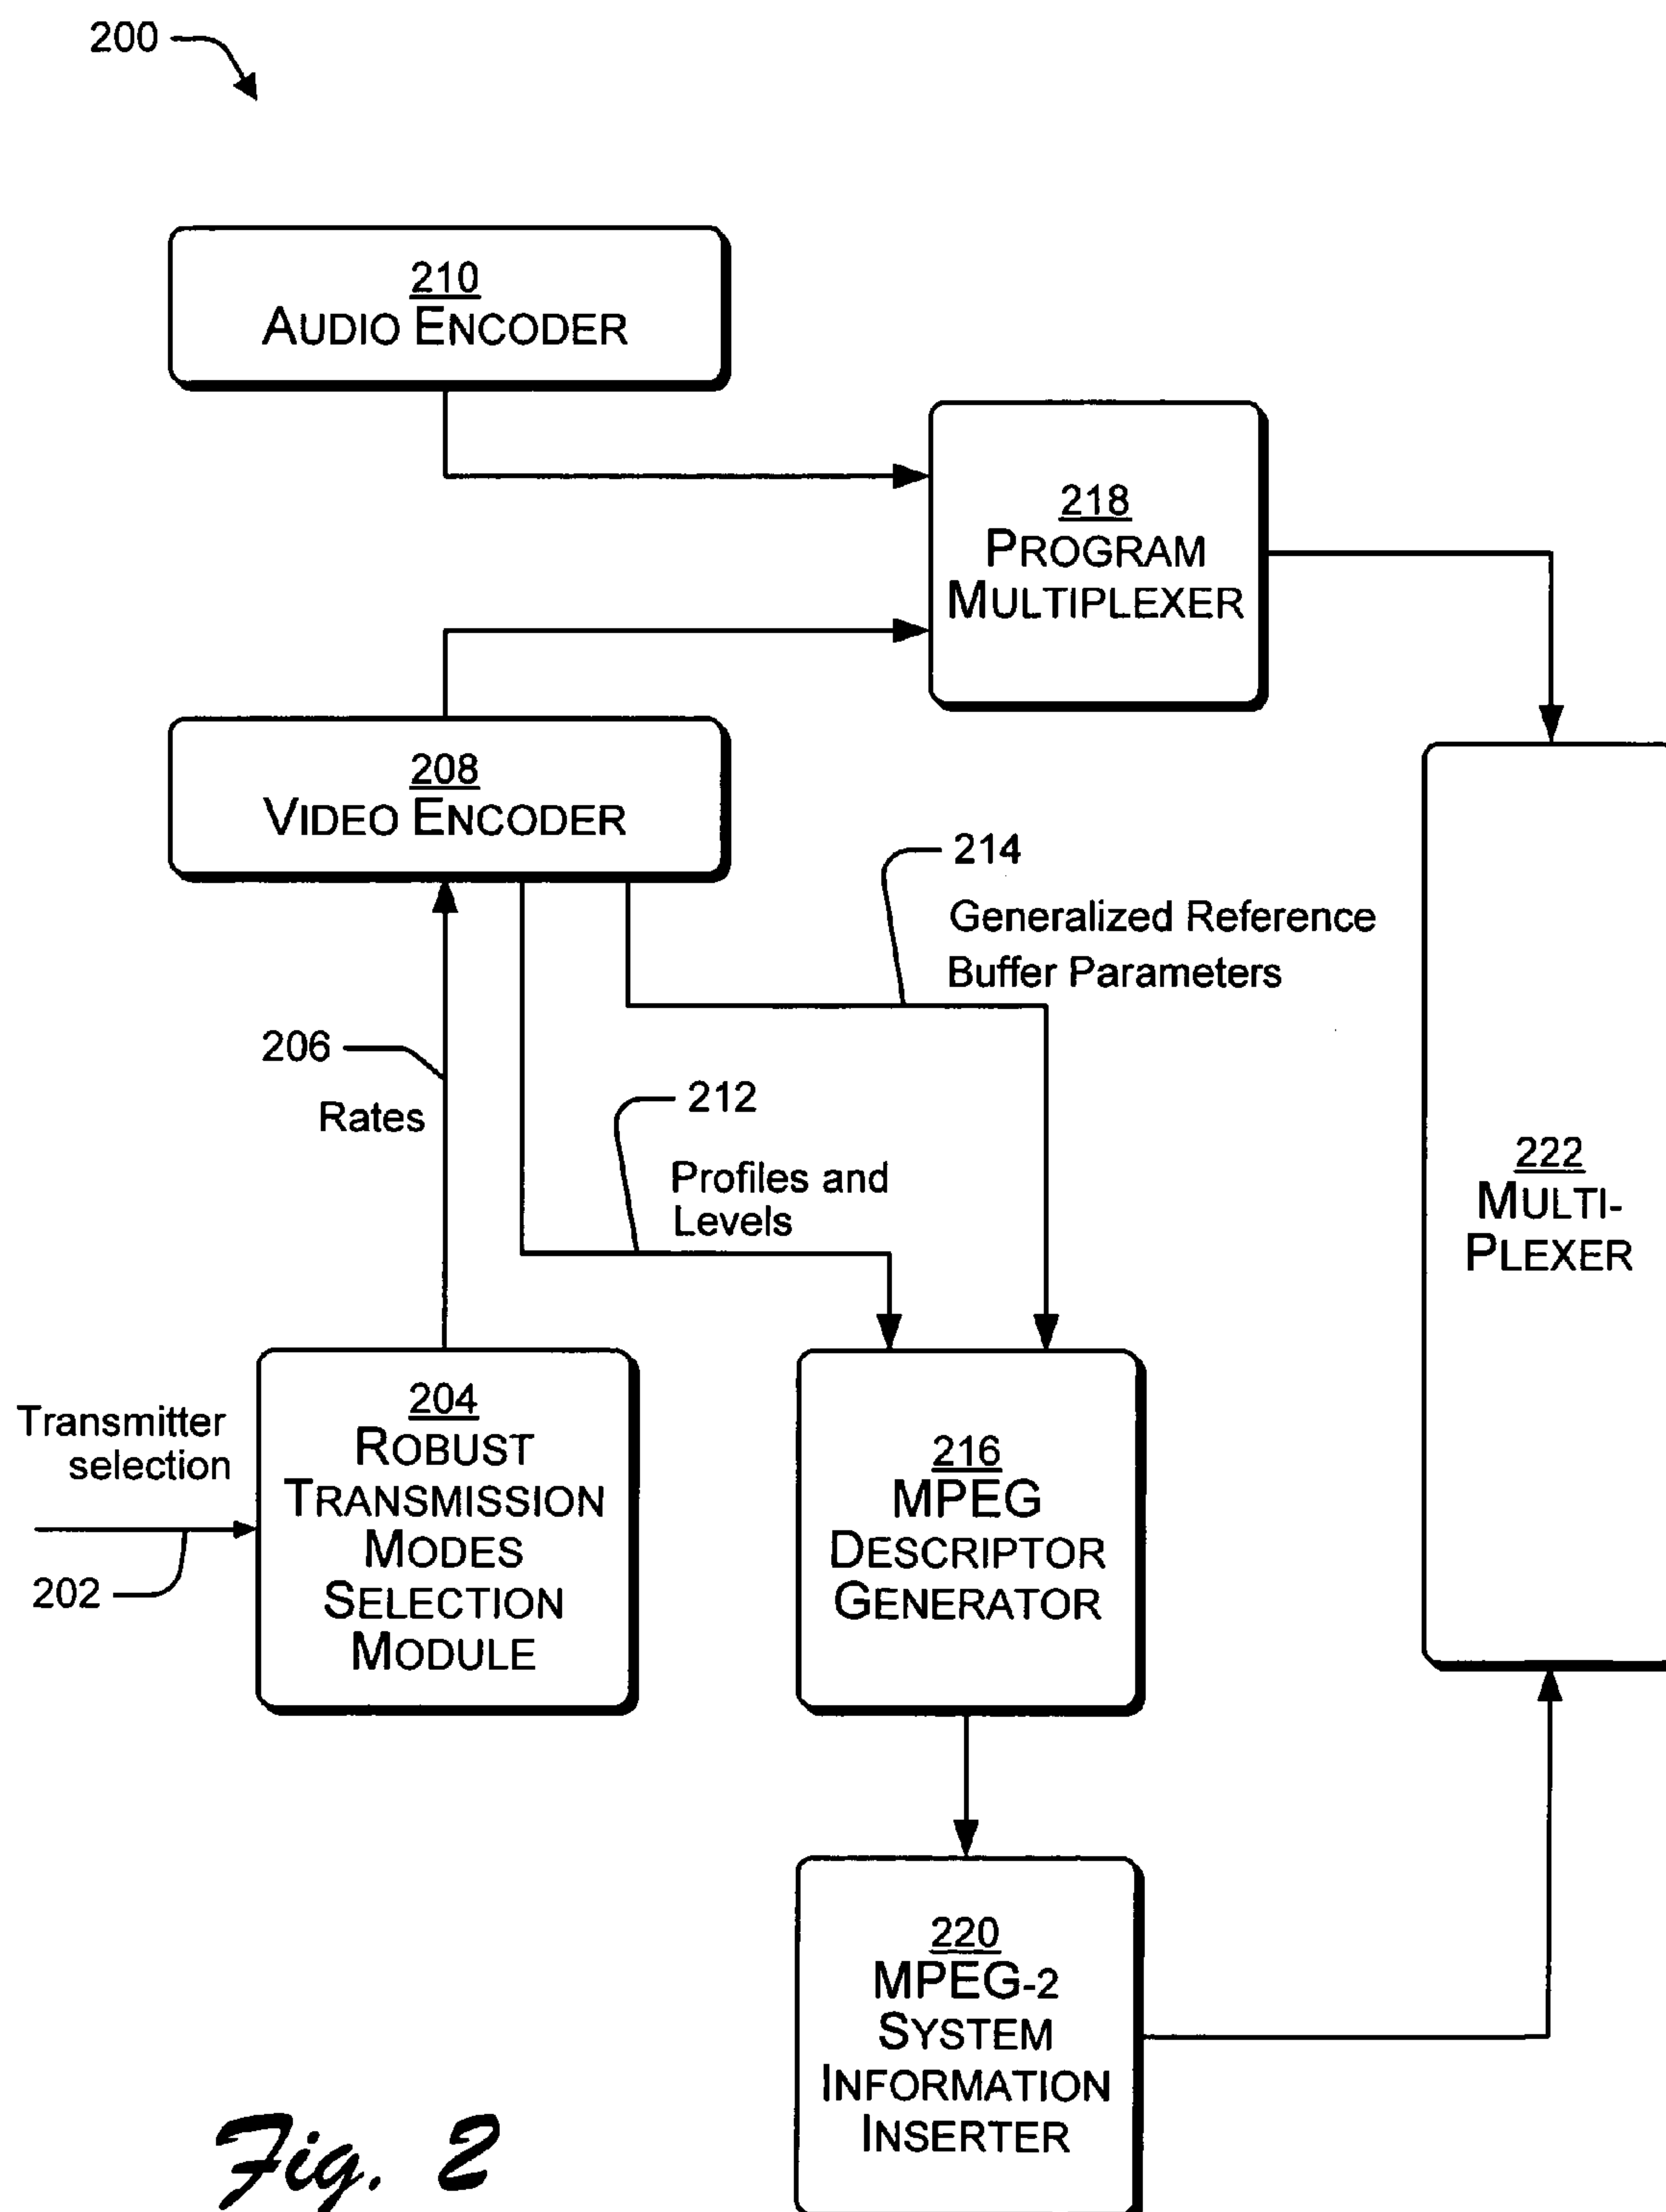 200
210
AUDIO ENCODER
218
PROGRAM
MULTIPLEXER
208
VIDEO ENCODER
214
Generalized Reference
Buffer Parameters
206
Rates
212
Profiles and
Levels
222
MULTI-
PLEXER
Transmitter
selection
202
204
ROBUST
TRANSMISSION
MODES
SELECTION
MODULE
216
MPEG
DESCRIPTOR
GENERATOR
220
MPEG-2
SYSTEM
INFORMATION
INSERTER
Fig. 2